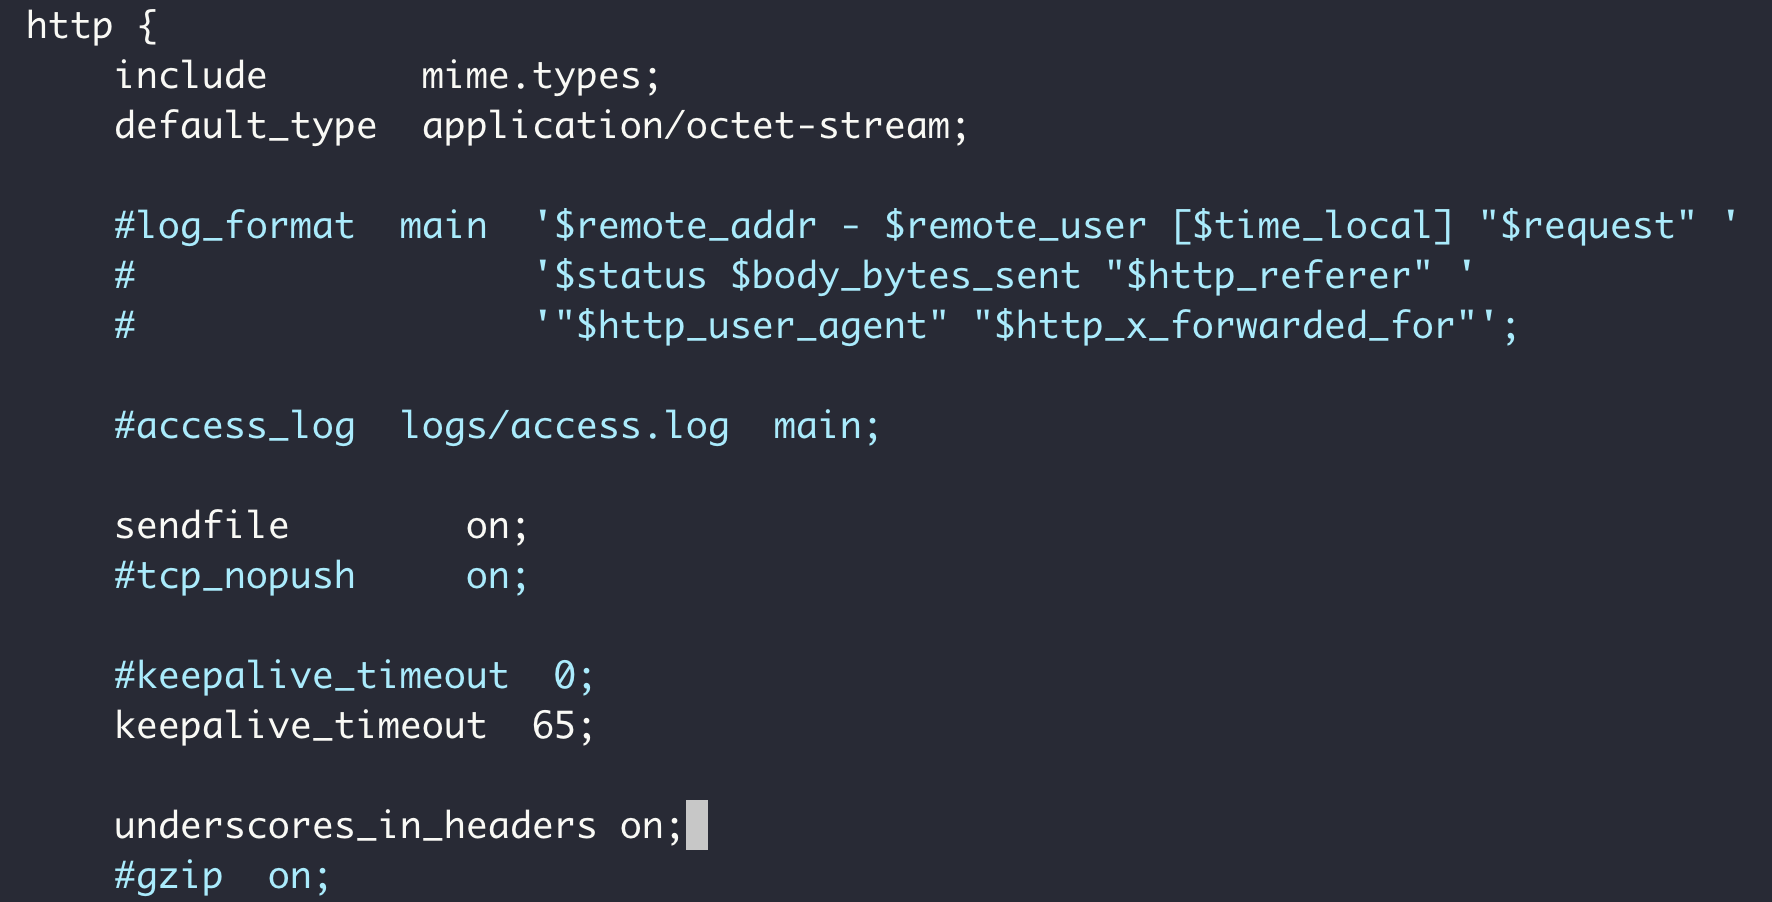 http {
    include       mime.types;
    default_type  application/octet-stream;

    #log_format  main  '$remote_addr - $remote_user [$time_local] "$request" '
    #                  '$status $body_bytes_sent "$http_referer" '
    #                  '"$http_user_agent" "$http_x_forwarded_for"';

    #access_log  logs/access.log  main;

    sendfile        on;
    #tcp_nopush     on;

    #keepalive_timeout  0;
    keepalive_timeout  65;

    underscores_in_headers on;
    #gzip  on;